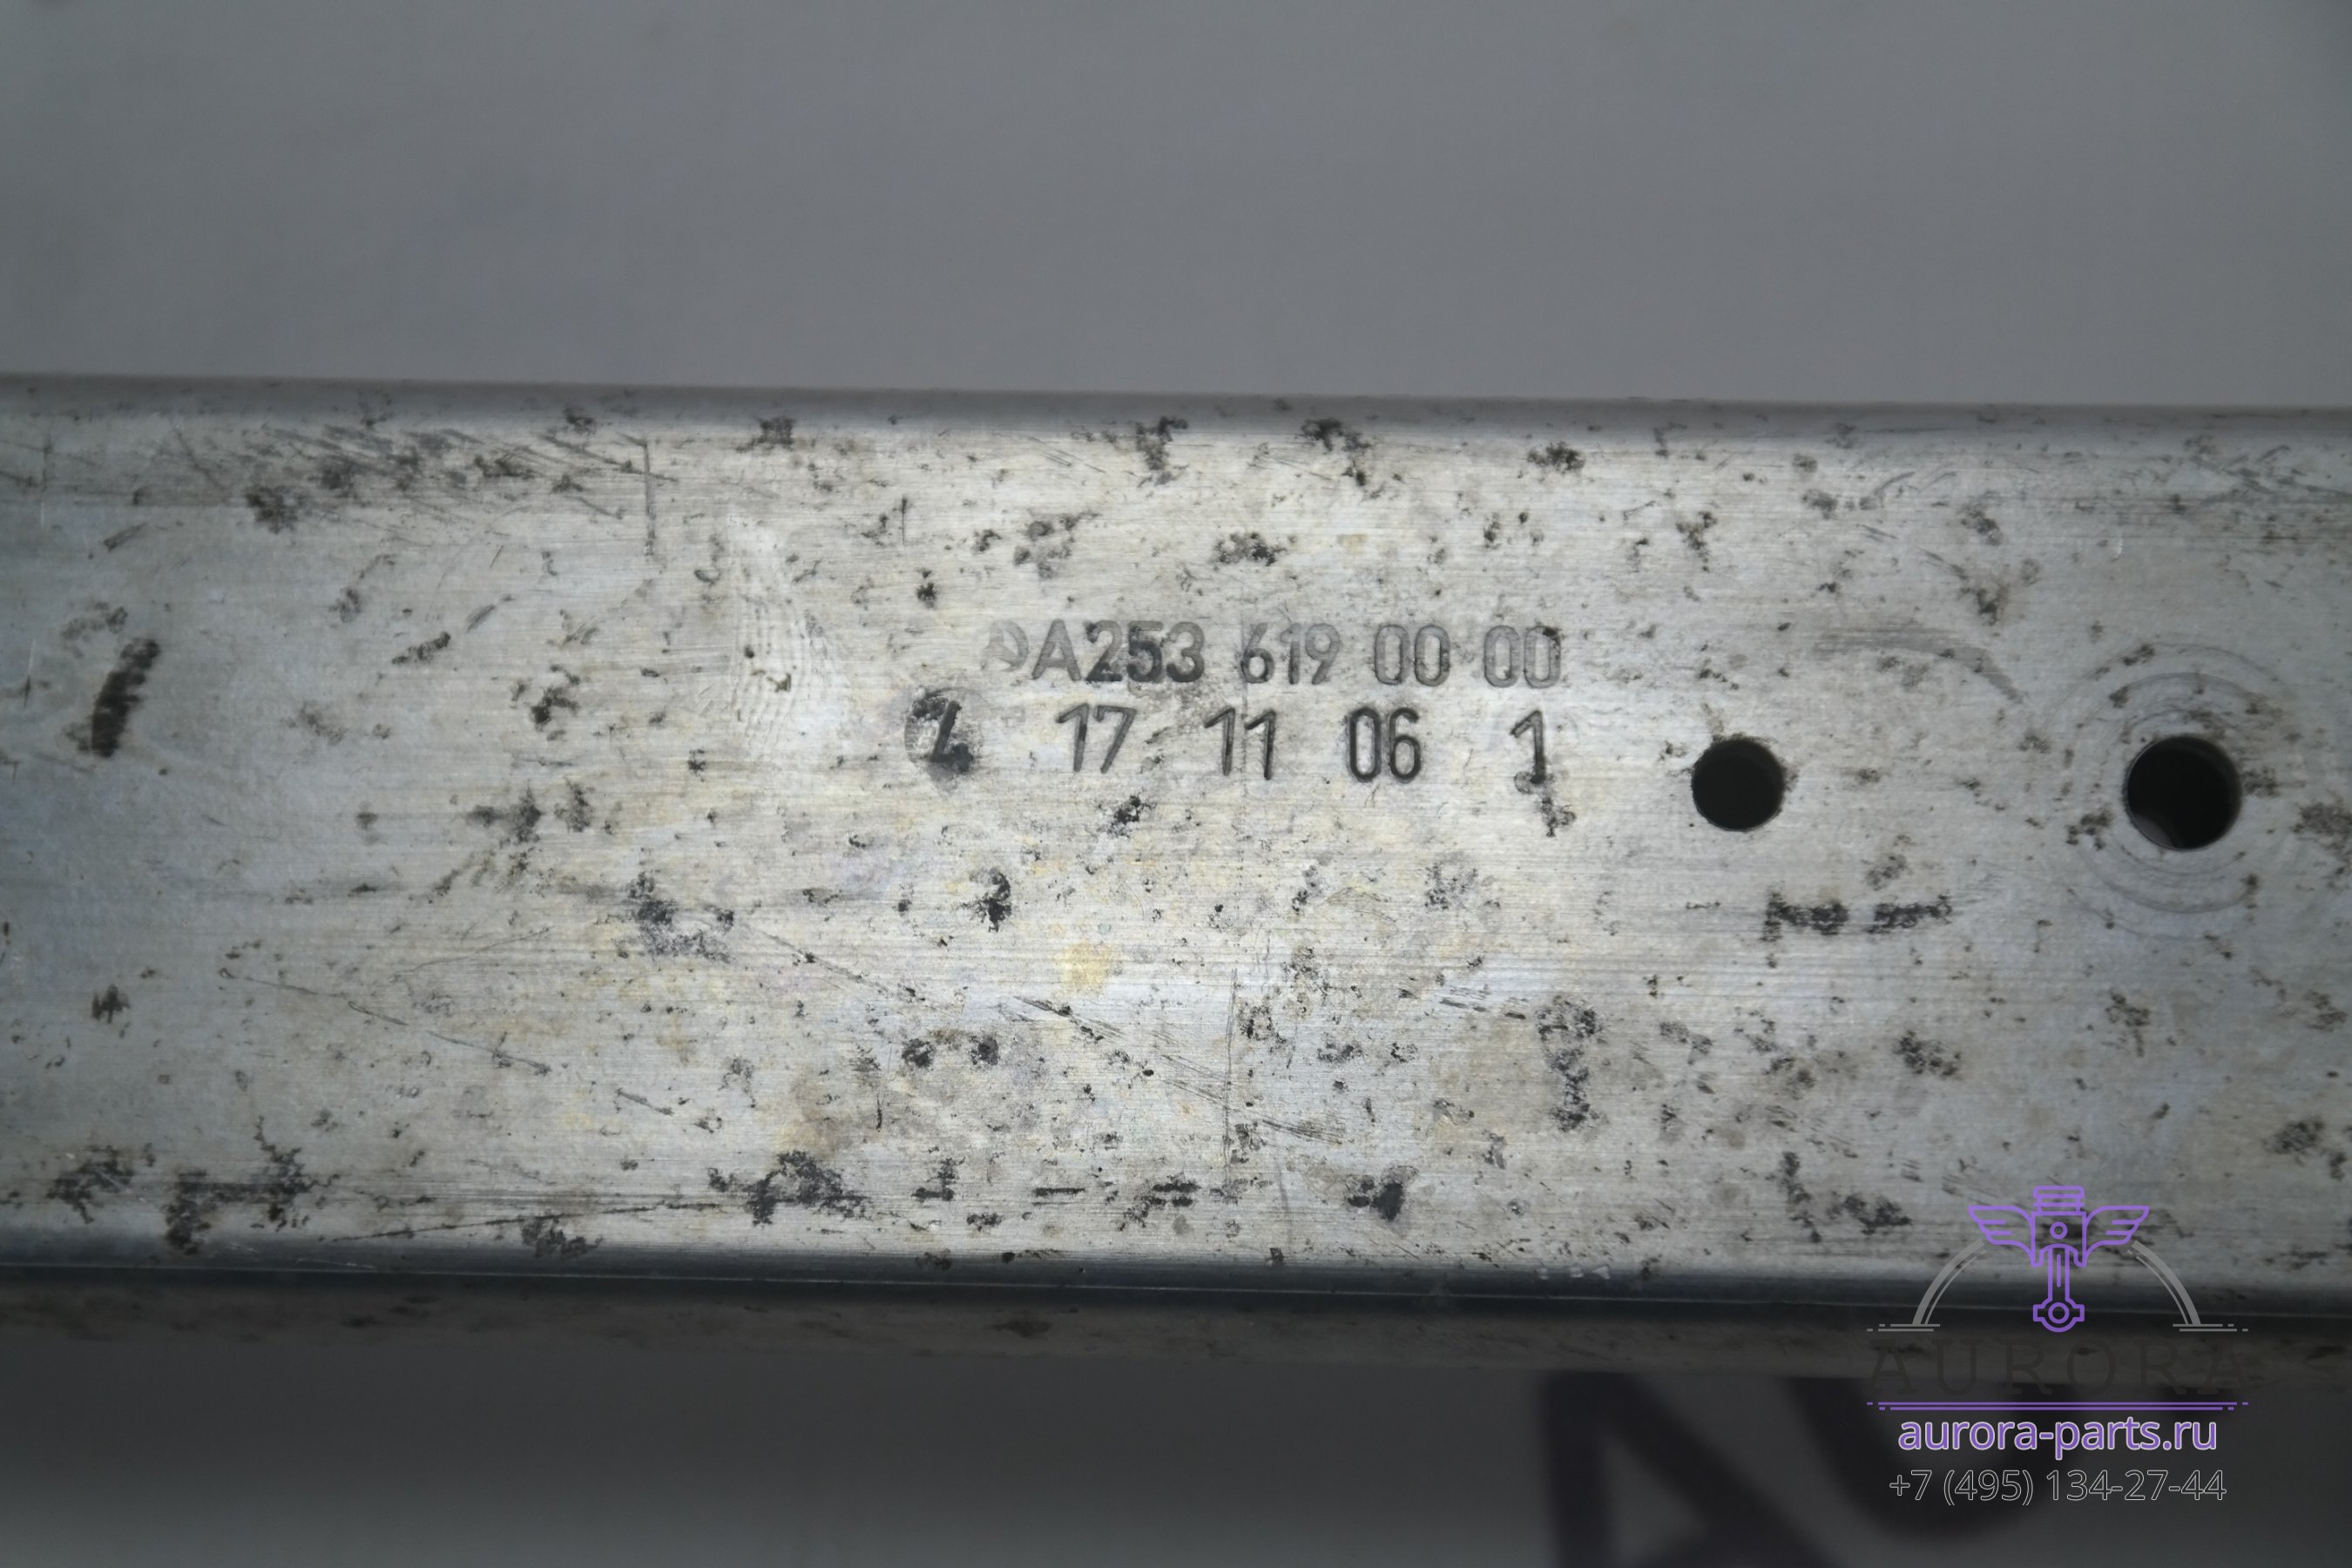 A253 619 00 00
17 11 06 1
AURORA
aurora-parts.ru
+7 (495) 134-27-44